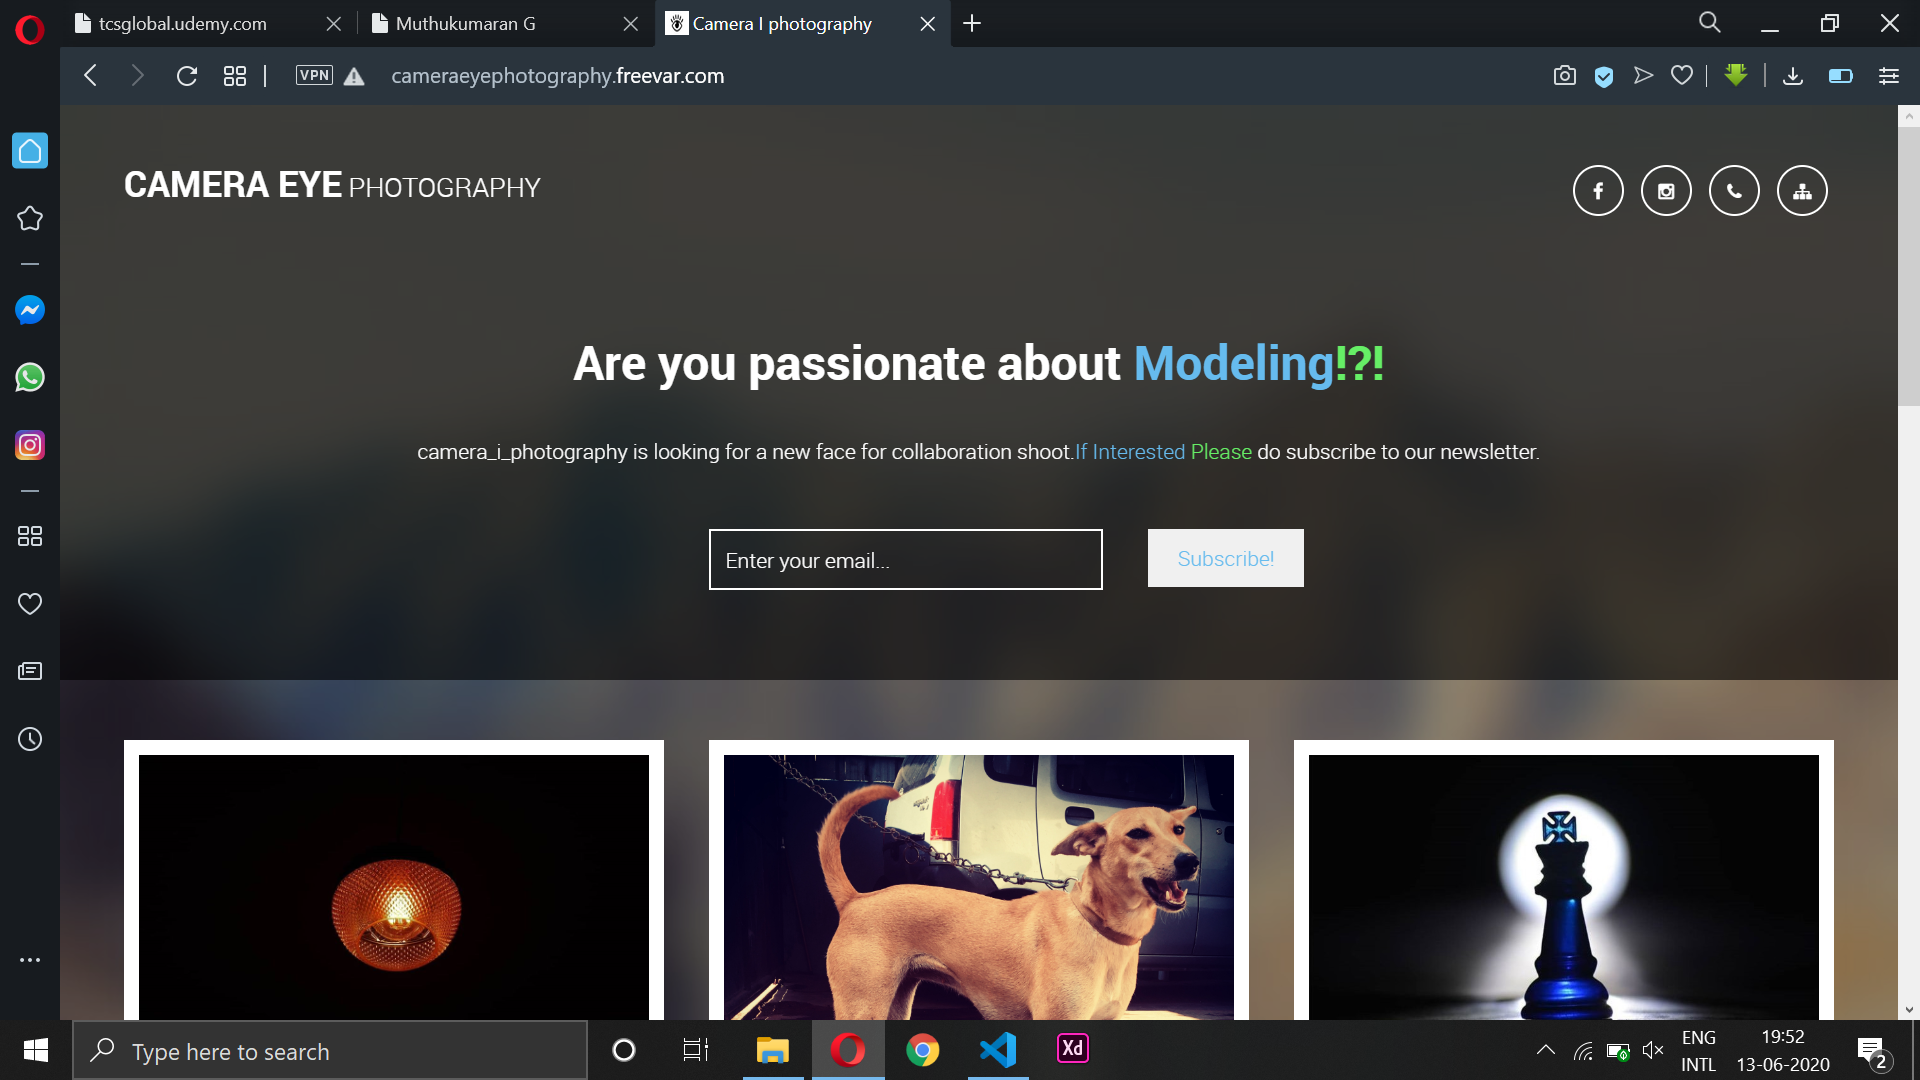 tcsglobal.udemy.com
Muthukumaran G
Camera I photography
VPN
cameraeyephotography.freevar.com
CAMERA EYE PHOTOGRAPHY
Are you passionate about Modeling!?!
camera_i_photography is looking for a new face for collaboration shoot.If Interested Please do subscribe to our newsletter.
Enter your email...
Subscribe!
Type here to search
Xd
ENG
INTL
19:52
13-06-2020
2